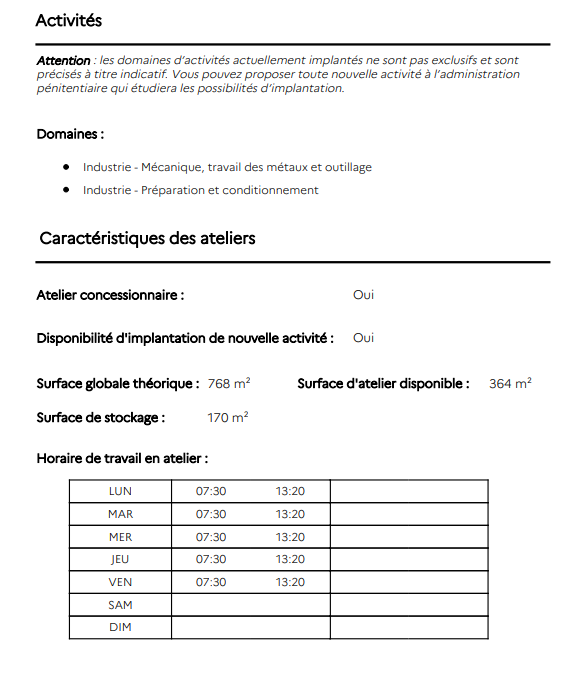 Activités
Attention : les domaines d'activités actuellement implantés ne sont pas exclusifs et sont
précisés à titre indicatif. Vous pouvez proposer toute nouvelle activité à l'administration
pénitentiaire qui étudiera les possibilités d'implantation.
Domaines :
● Industrie - Mécanique, travail des métaux et outillage
● Industrie - Préparation et conditionnement
Caractéristiques des ateliers
Atelier concessionnaire : Oui
Disponibilité d'implantation de nouvelle activité : Oui
Surface globale théorique : 768 m² Surface d'atelier disponible : 364 m²
Surface de stockage : 170 m²
Horaire de travail en atelier :
LUN 07:30 13:20
MAR 07:30 13:20
MER 07:30 13:20
JEU 07:30 13:20
VEN 07:30 13:20
SAM
DIM